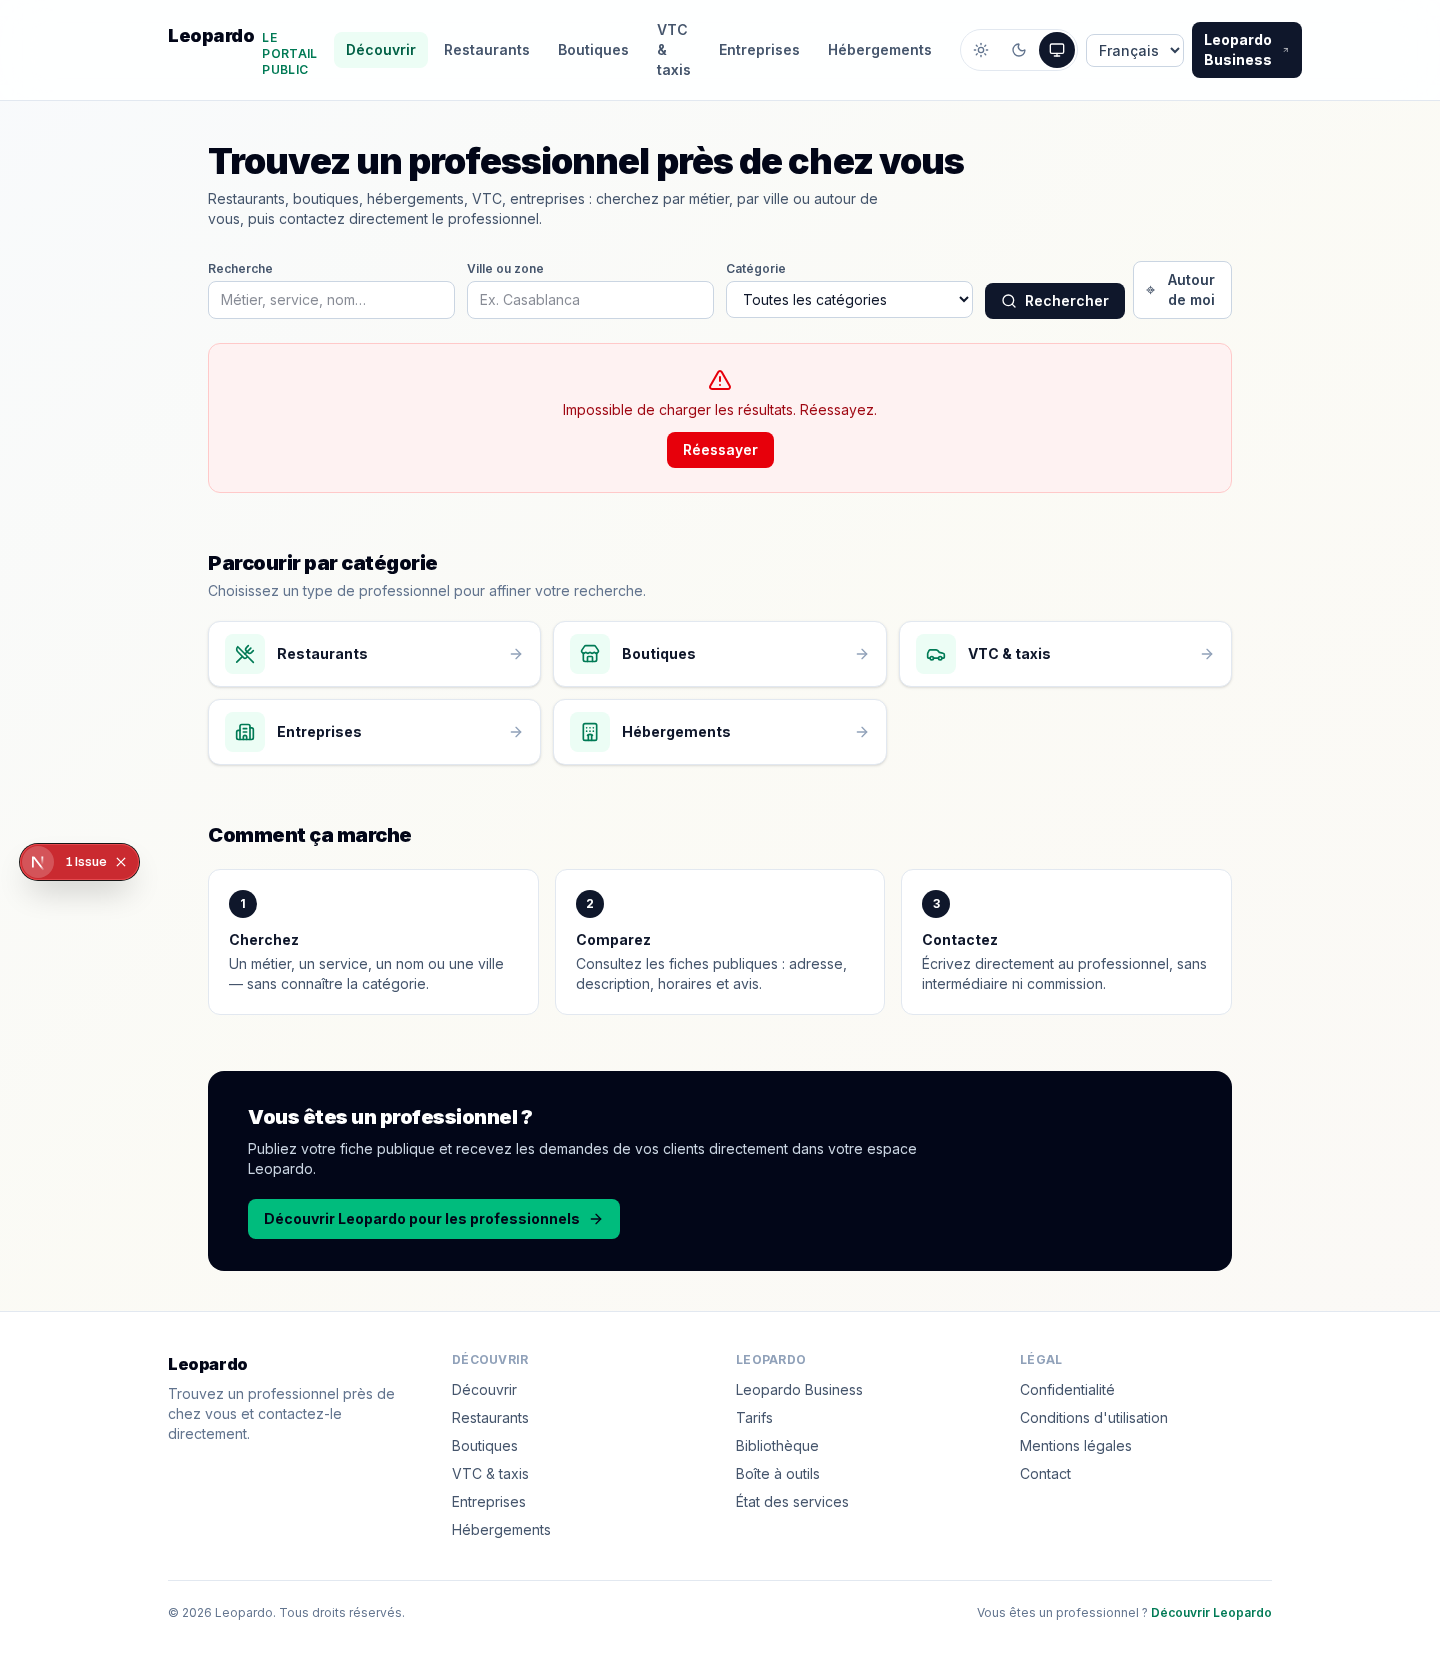 Leopardo
LE
PORTAIL
PUBLIC
Découvrir
Restaurants
Boutiques
VTC
&
taxis
Entreprises
Hébergements
Français
Leopardo
Business
Trouvez un professionnel près de chez vous
Restaurants, boutiques, hébergements, VTC, entreprises : cherchez par métier, par ville ou autour de
vous, puis contactez directement le professionnel.
Recherche
Ville ou zone
Catégorie
Métier, service, nom…
Ex. Casablanca
Toutes les catégories
Rechercher
Autour
de moi
Impossible de charger les résultats. Réessayez.
Réessayer
Parcourir par catégorie
Choisissez un type de professionnel pour affiner votre recherche.
Restaurants
Boutiques
VTC & taxis
Entreprises
Hébergements
Comment ça marche
N 1 Issue
1
Cherchez
Un métier, un service, un nom ou une ville
— sans connaître la catégorie.
2
Comparez
Consultez les fiches publiques : adresse,
description, horaires et avis.
3
Contactez
Écrivez directement au professionnel, sans
intermédiaire ni commission.
Vous êtes un professionnel ?
Publiez votre fiche publique et recevez les demandes de vos clients directement dans votre espace
Leopardo.
Découvrir Leopardo pour les professionnels
Leopardo
Trouvez un professionnel près de
chez vous et contactez-le
directement.
DÉCOUVRIR
Découvrir
Restaurants
Boutiques
VTC & taxis
Entreprises
Hébergements
LEOPARDO
Leopardo Business
Tarifs
Bibliothèque
Boîte à outils
État des services
LÉGAL
Confidentialité
Conditions d'utilisation
Mentions légales
Contact
© 2026 Leopardo. Tous droits réservés.
Vous êtes un professionnel ? Découvrir Leopardo